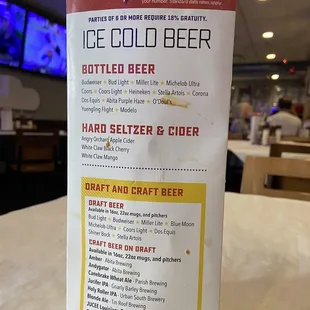 PARTIES OF 6 OR MORE REQUIRE 18% GRATUITY.
ICE COLD BEER
BOTTLED BEER
Budweiser ★ Bud Light ★ Miller Lite ★ Michelob Ultra
Coors ★ Coors Light ★ Heineken ★ Stella Artois ★ Corona
Dos Equis ★ Abita Purple Haze ★ O'Doul's
Yuengling Flight ★ Modelo
HARD SELTZER & CIDER
Angry Orchard Apple Cider
White Claw Black Cherry
White Claw Mango
DRAFT AND CRAFT BEER
DRAFT BEER
Available in 16oz, 22oz mugs, and pitchers
Bud Light ★ Budweiser ★ Miller Lite ★ Blue Moon
Michelob Ultra ★ Coors Light ★ Dos Equis
Shiner Bock ★ Stella Artois
CRAFT BEER ON DRAFT
Available in 16oz, 22oz mugs, and pitchers
Amber · Abita Brewing
Andygator · Abita Brewing
Canebrake Wheat Ale · Parish Brewing
Jucifer IPA · Gnarly Barley Brewing
Holy Roller IPA · Urban South Brewery
Blonde Ale · Tin Roof Brewing